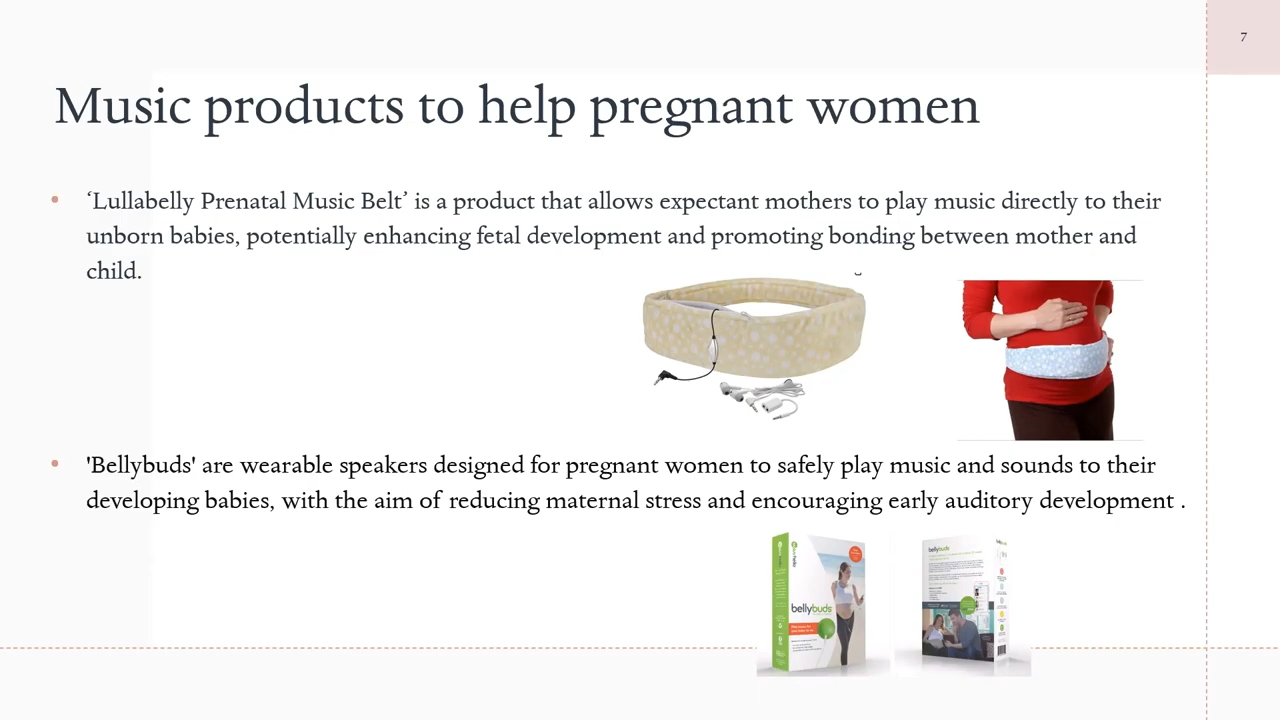 7
Music products to help pregnant women
‘Lullabelly Prenatal Music Belt’ is a product that allows expectant mothers to play music directly to their
unborn babies, potentially enhancing fetal development and promoting bonding between mother and
child.
'Bellybuds' are wearable speakers designed for pregnant women to safely play music and sounds to their
developing babies, with the aim of reducing maternal stress and encouraging early auditory development .
bellybuds
bellybuds